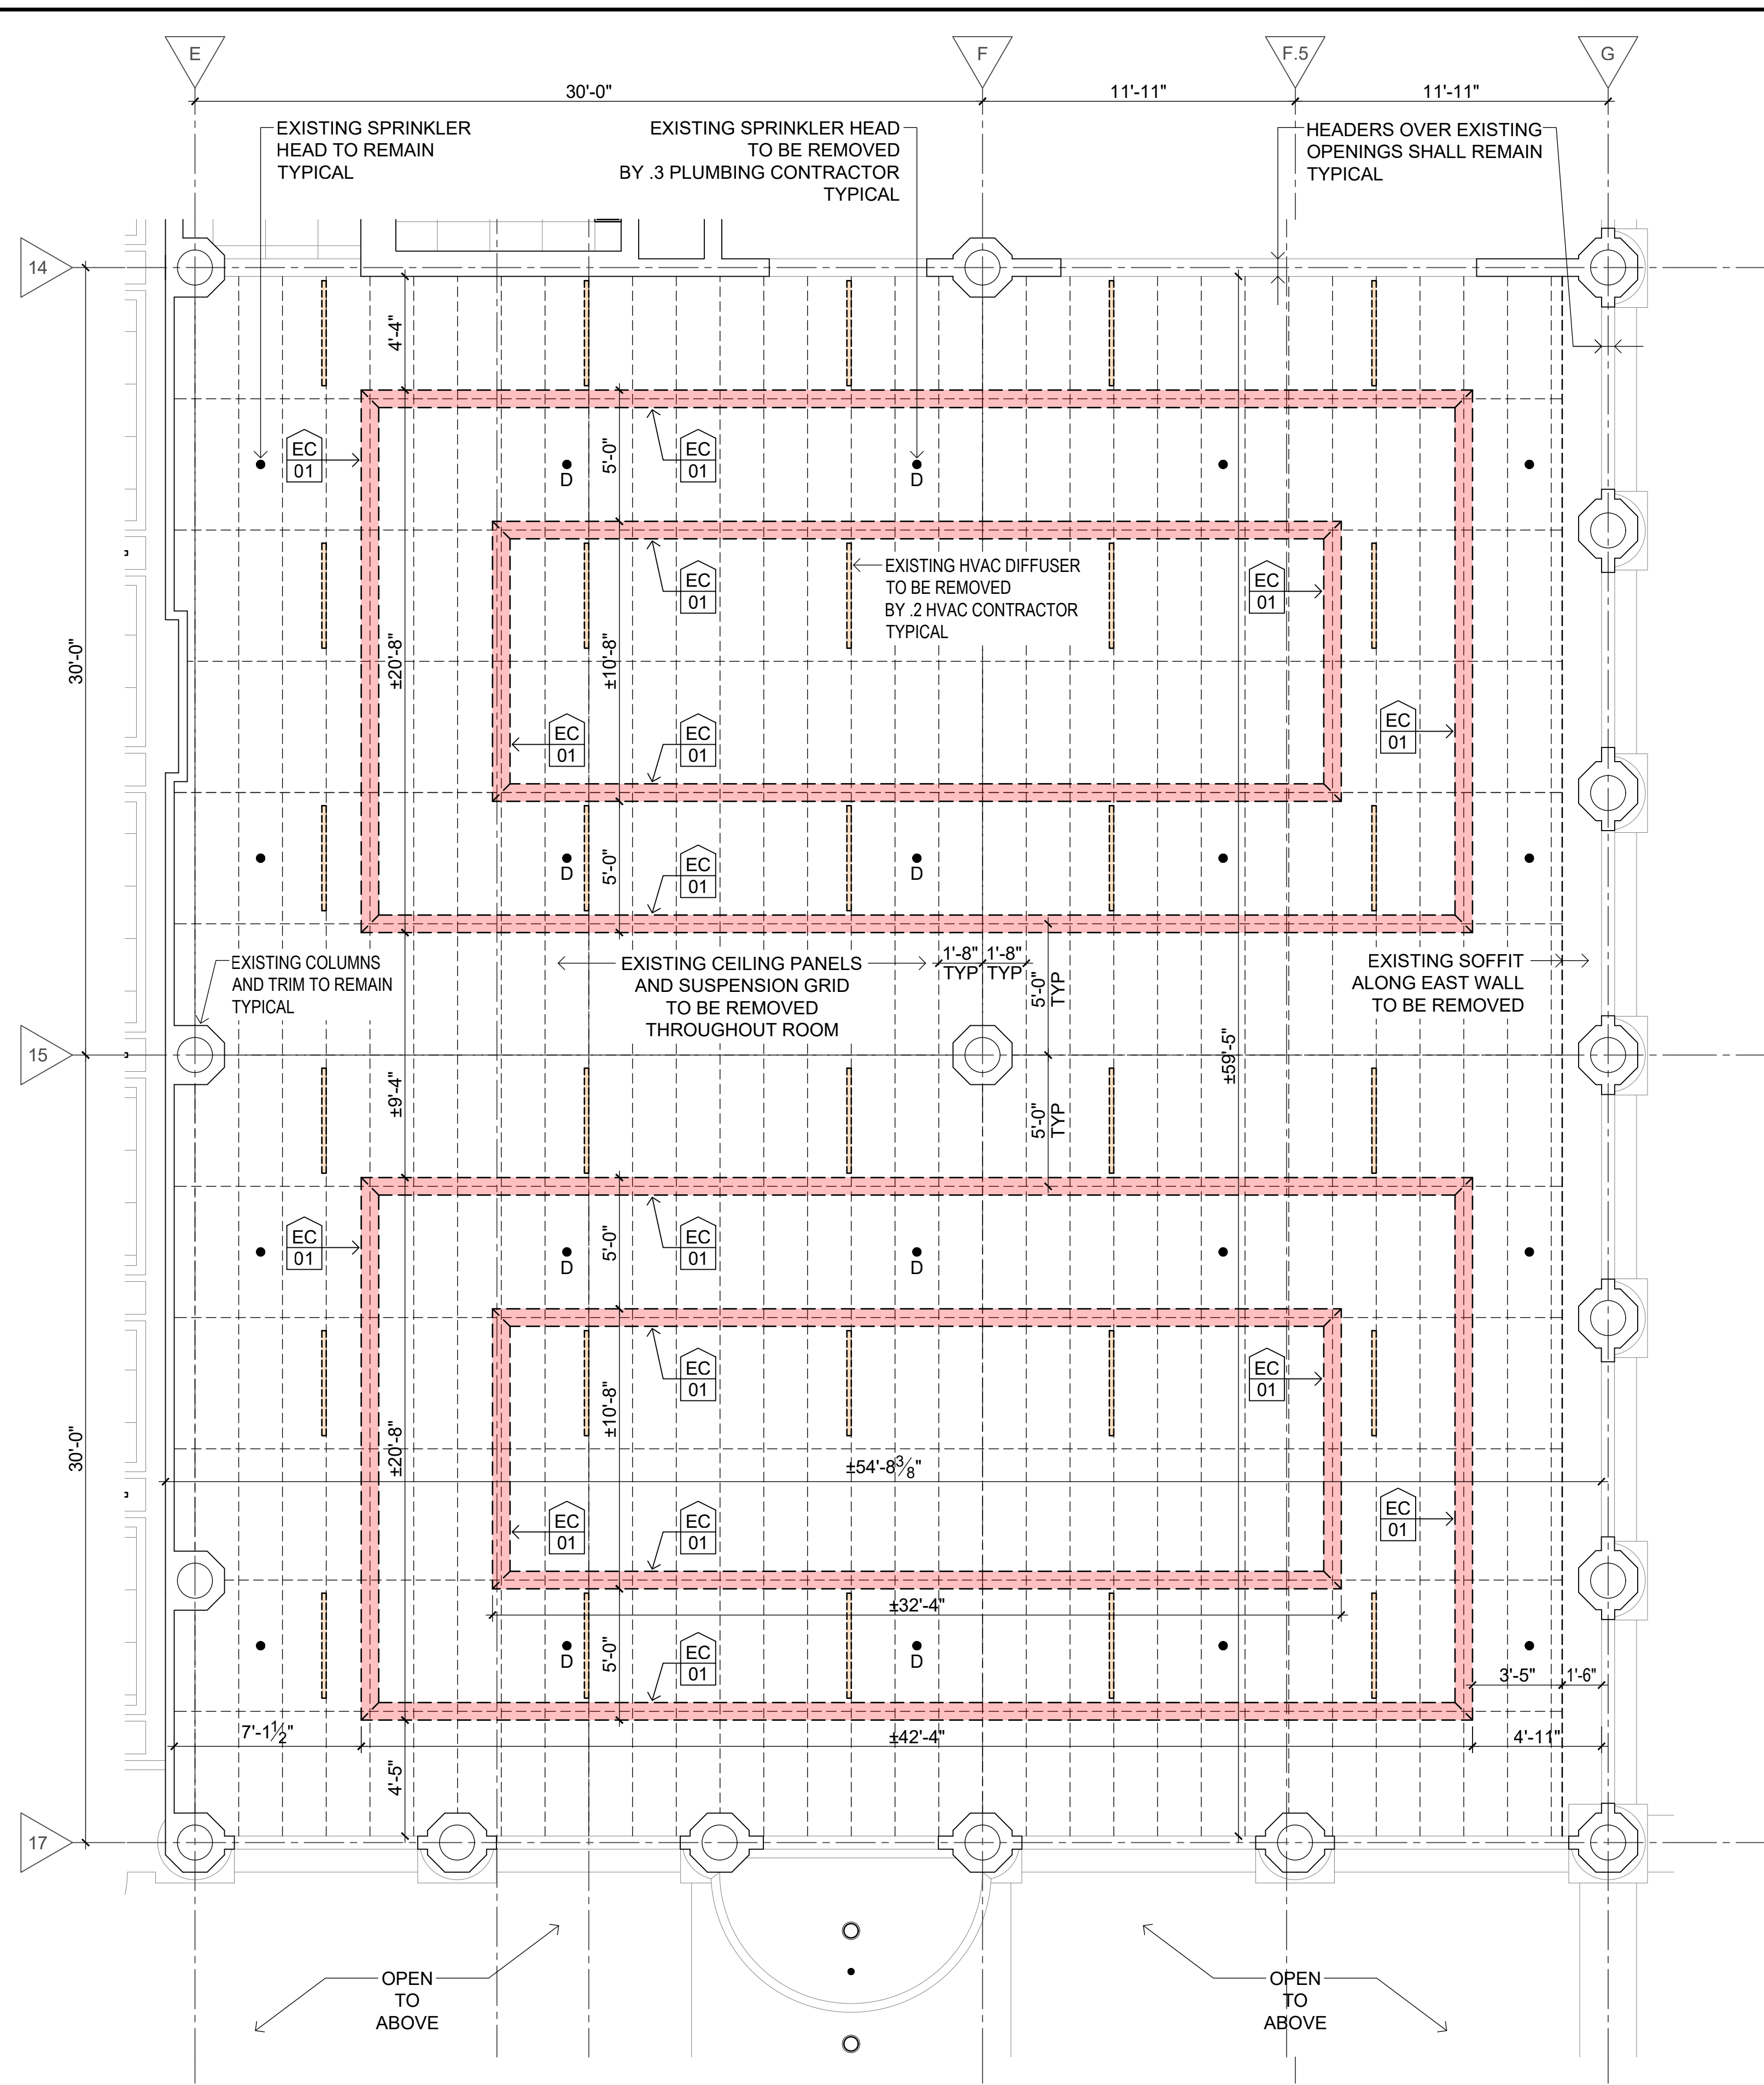 E
F
F.5
G
30'-0"
11'-11"
11'-11"
EXISTING SPRINKLER
HEAD TO REMAIN
TYPICAL
EXISTING SPRINKLER HEAD
TO BE REMOVED
BY .3 PLUMBING CONTRACTOR
TYPICAL
HEADERS OVER EXISTING
OPENINGS SHALL REMAIN
TYPICAL
14
4'-4"
EC
01
D
5'-0"
EC
01
D
EC
01
EXISTING HVAC DIFFUSER
TO BE REMOVED
BY .2 HVAC CONTRACTOR
TYPICAL
EC
01
30'-0"
±20'-8"
±10'-8"
EC
01
EC
01
EC
01
D
5'-0"
EC
01
D
EXISTING COLUMNS
AND TRIM TO REMAIN
TYPICAL
EXISTING CEILING PANELS
AND SUSPENSION GRID
TO BE REMOVED
THROUGHOUT ROOM
1'-8"
TYP
1'-8"
TYP
5'-0"
TYP
EXISTING SOFFIT
ALONG EAST WALL
TO BE REMOVED
15
±9'-4"
5'-0"
TYP
±59'-5"
EC
01
D
5'-0"
EC
01
D
EC
01
EC
01
30'-0"
±20'-8"
±10'-8"
±54'-8 3/8"
EC
01
EC
01
EC
01
±32'-4"
D
5'-0"
EC
01
D
3'-5"
1'-6"
7'-1 1/2"
±42'-4"
4'-11"
4'-5"
17
OPEN
TO
ABOVE
OPEN
TO
ABOVE